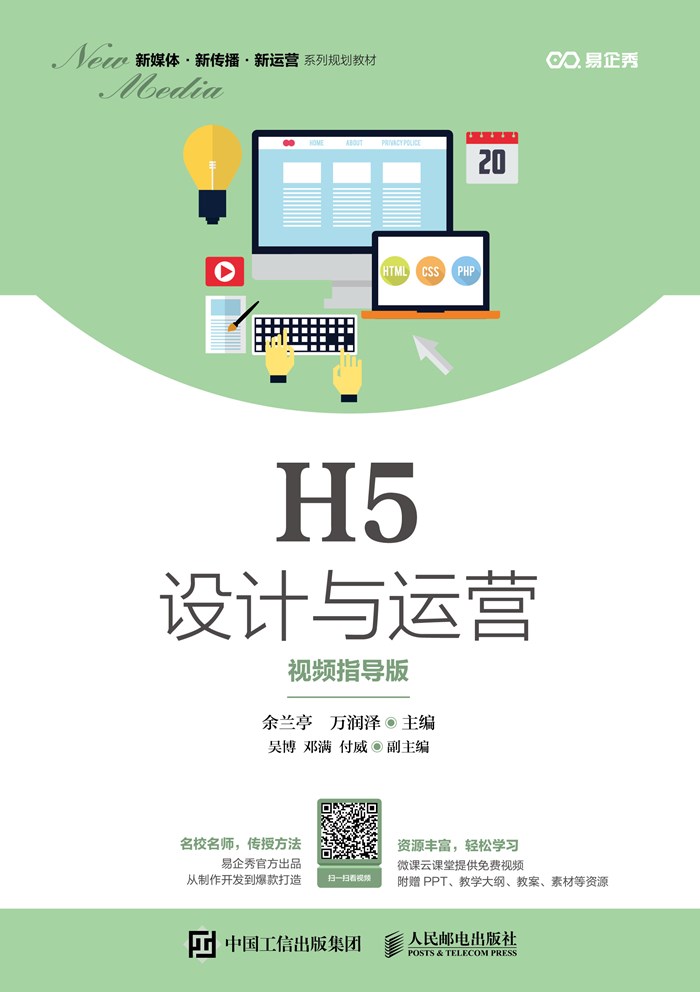 New Media
新媒体·新传播·新运营 系列规划教材
易企秀
HOME ABOUT PRIVACY POLICE
20
HTML CSS PHP
H5
设计与运营
视频指导版
余兰亭 万润泽 主编
吴博 邓满 付威 副主编
名校名师，传授方法
易企秀官方出品
从制作开发到爆款打造
扫一扫看视频
资源丰富，轻松学习
微课云课堂提供免费视频
附赠 PPT、教学大纲、教案、素材等资源
中国工信出版集团
人民邮电出版社
POSTS & TELECOM PRESS